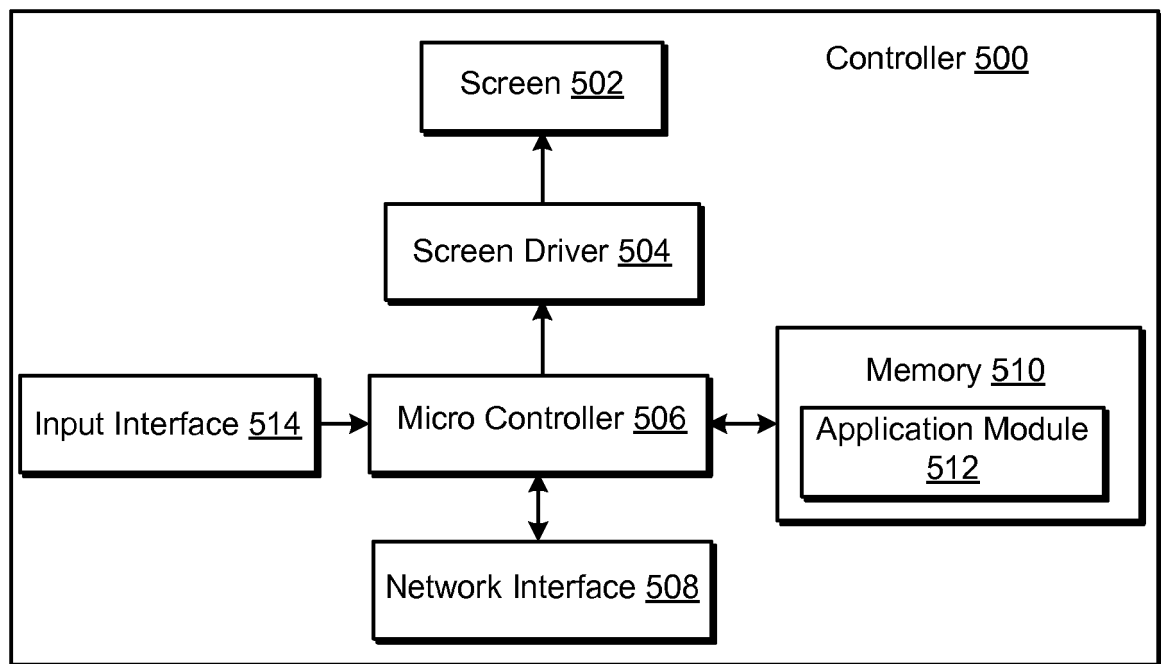 Controller 500
Screen 502
Screen Driver 504
Memory 510
Input Interface 514
Micro Controller 506
Application Module
512
Network Interface 508